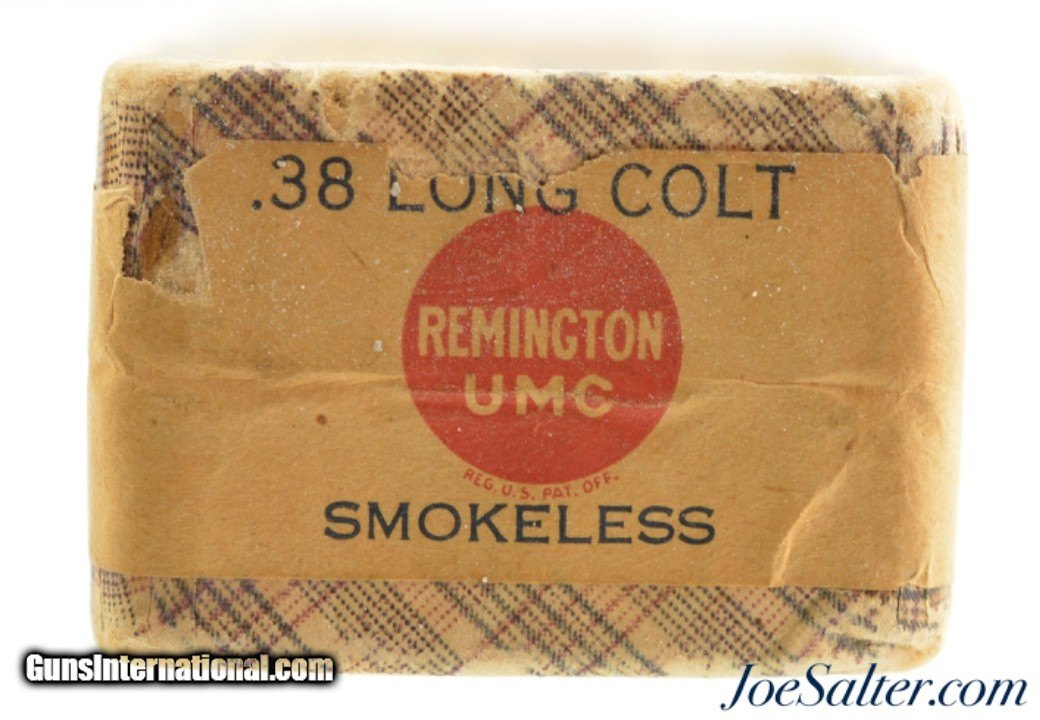 .38 LONG COLT
REMINGTON
UMC
REG. U.S. PAT. OFF.
SMOKELESS
GunsInternational.com
JoeSalter.com